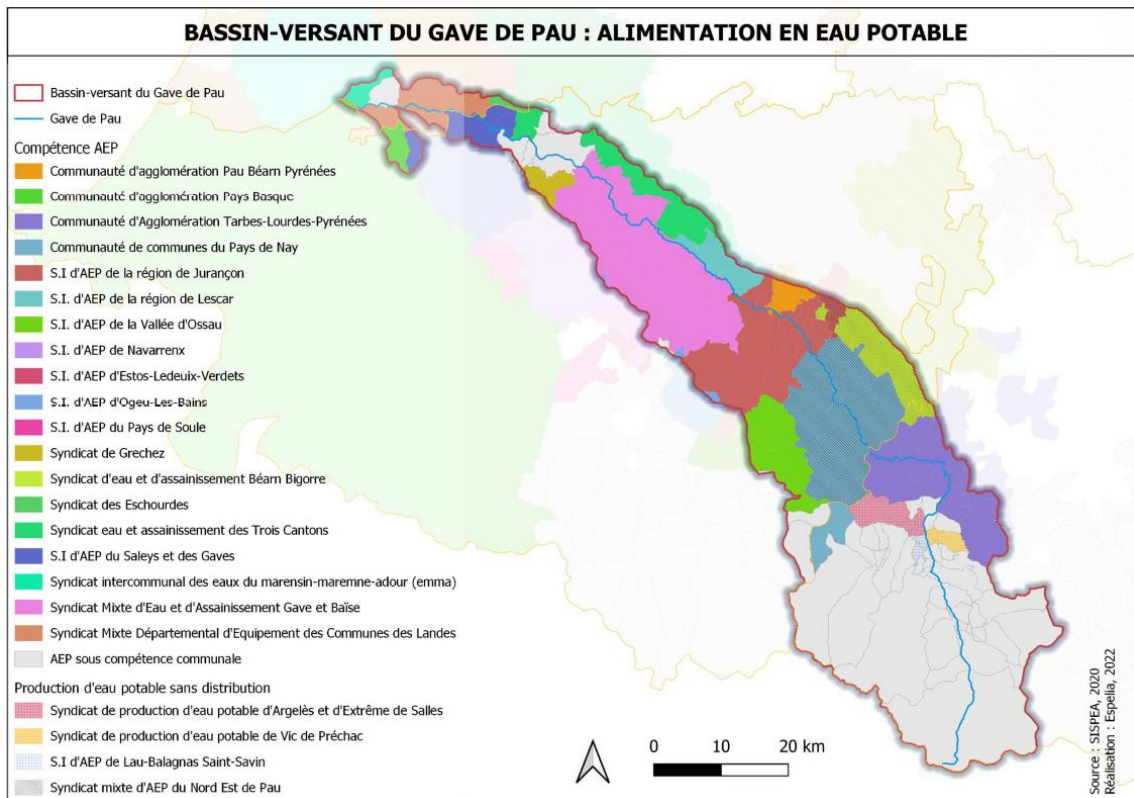 BASSIN-VERSANT DU GAVE DE PAU : ALIMENTATION EN EAU POTABLE
Bassin-versant du Gave de Pau
Gave de Pau
Compétence AEP
Communauté d'agglomération Pau Béarn Pyrénées
Communauté d'agglomération Pays Basque
Communauté d'Agglomération Tarbes-Lourdes-Pyrénées
Communauté de communes du Pays de Nay
S.I d'AEP de la région de Jurançon
S.I. d'AEP de la région de Lescar
S.I. d'AEP de la Vallée d'Ossau
S.I. d'AEP de Navarrenx
S.I. d'AEP d'Estos-Ledeuix-Verdets
S.I. d'AEP d'Ogeu-Les-Bains
S.I. d'AEP du Pays de Soule
Syndicat de Grechez
Syndicat d'eau et d'assainissement Béarn Bigorre
Syndicat des Eschourdes
Syndicat eau et assainissement des Trois Cantons
S.I d'AEP du Saleys et des Gaves
Syndicat intercommunal des eaux du marensin-maremne-adour (emma)
Syndicat Mixte d'Eau et d'Assainissement Gave et Baïse
Syndicat Mixte Départemental d'Equipement des Communes des Landes
AEP sous compétence communale
Production d'eau potable sans distribution
Syndicat de production d'eau potable d'Argelès et d'Extrême de Salles
Syndicat de production d'eau potable de Vic de Préchac
S.I d'AEP de Lau-Balagnas Saint-Savin
Syndicat mixte d'AEP du Nord Est de Pau
0 10 20 km
Source : SISPEA, 2020
Réalisation : Espelia, 2022